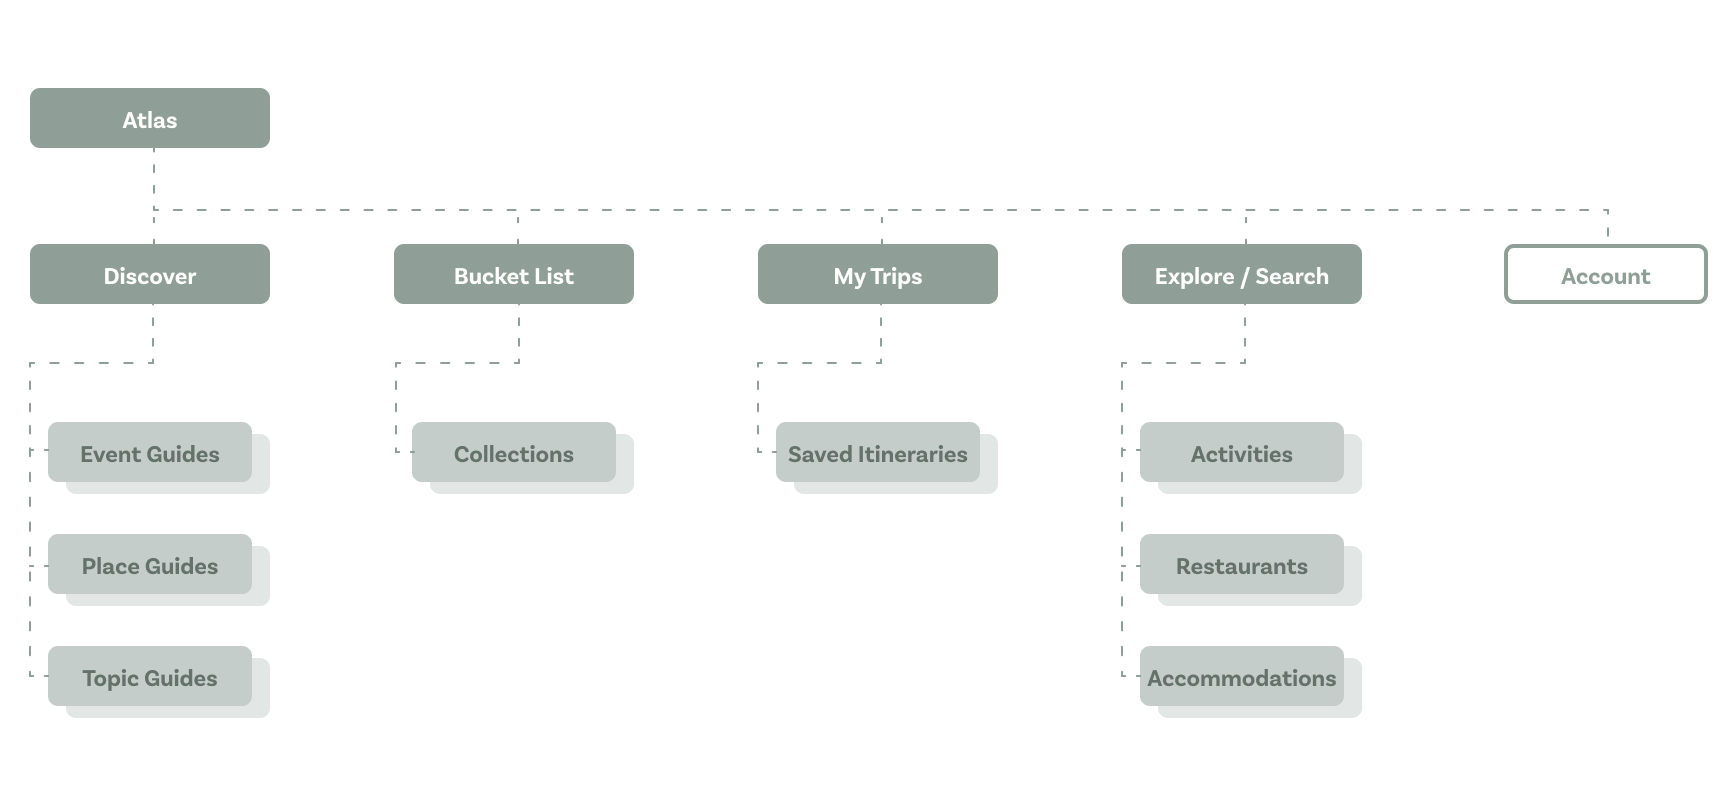 Atlas
Discover
Bucket List
My Trips
Explore / Search
Account
Event Guides
Collections
Saved Itineraries
Activities
Place Guides
Restaurants
Topic Guides
Accommodations